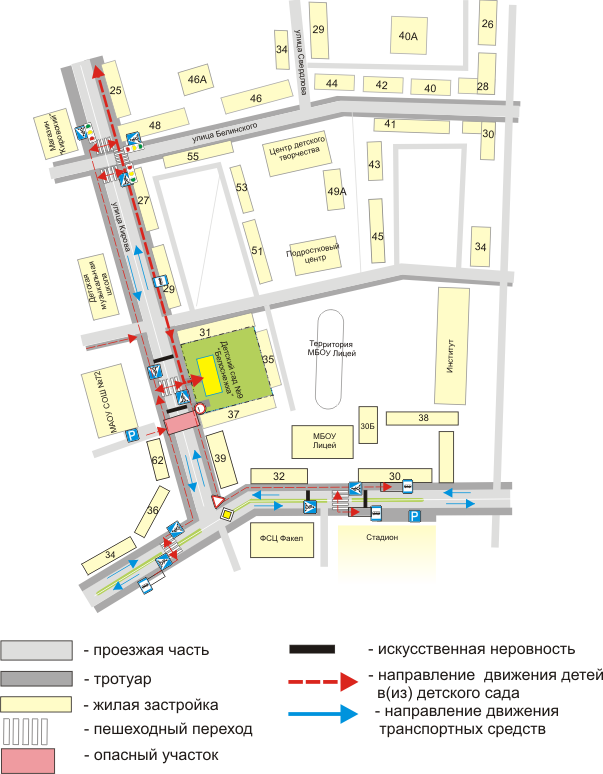 34
29
40А
26
улица Свердлова
25
46А
44
42
40
28
46
Магазин
"Кировский"
48
улица Белинского
41
30
55
Центр детского
творчества
43
27
53
49А
улица Кирова
45
34
51
Подростковый
центр
Детская
музыкальная
школа
29
31
Детский сад №9
"Белоснежка"
35
Территория
МБОУ Лицей
Институт
МАОУ СОШ №72
37
P
30Б
38
МБОУ
Лицей
62
39
32
30
36
P
34
ФСЦ Факел
Стадион
- проезжая часть
- тротуар
- жилая застройка
- пешеходный переход
- опасный участок
- искусственная неровность
- направление движения детей
в(из) детского сада
- направление движения
транспортных средств